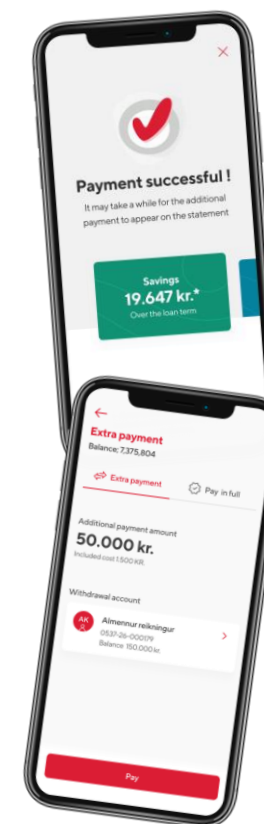 Payment successful !
It may take a while for the additional
payment to appear on the statement
Savings
19.647 kr.*
Over the loan term
Extra payment
Balance; 7,375,804
Extra payment
Pay in full
Additional payment amount
50.000 kr.
Included cost 1.500 KR.
Withdrawal account
AK
Almennur reikningur
0537-26-000179
Balance 150.000 kr.
Pay